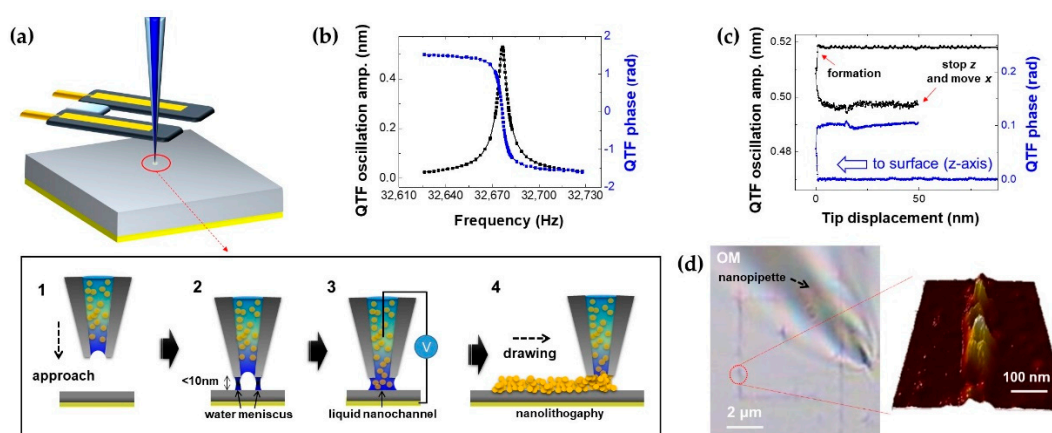 (a)
1
approach
2
<10nm
water meniscus
3
V
liquid nanochannel
4
drawing
nanolithogaphy
(b)
QTF oscillation amp. (nm)
0.4
0.2
0.0
32,610
32,640
32,670
32,700
32,730
Frequency (Hz)
2
1
0
-1
-2
QTF phase (rad)
(c)
QTF oscillation amp. (nm)
0.52
0.50
0.48
formation
stop z
and move x
to surface (z-axis)
0
50
Tip displacement (nm)
0.2
0.1
0.0
QTF phase (rad)
(d)
OM
nanopipette
2 μm
100 nm